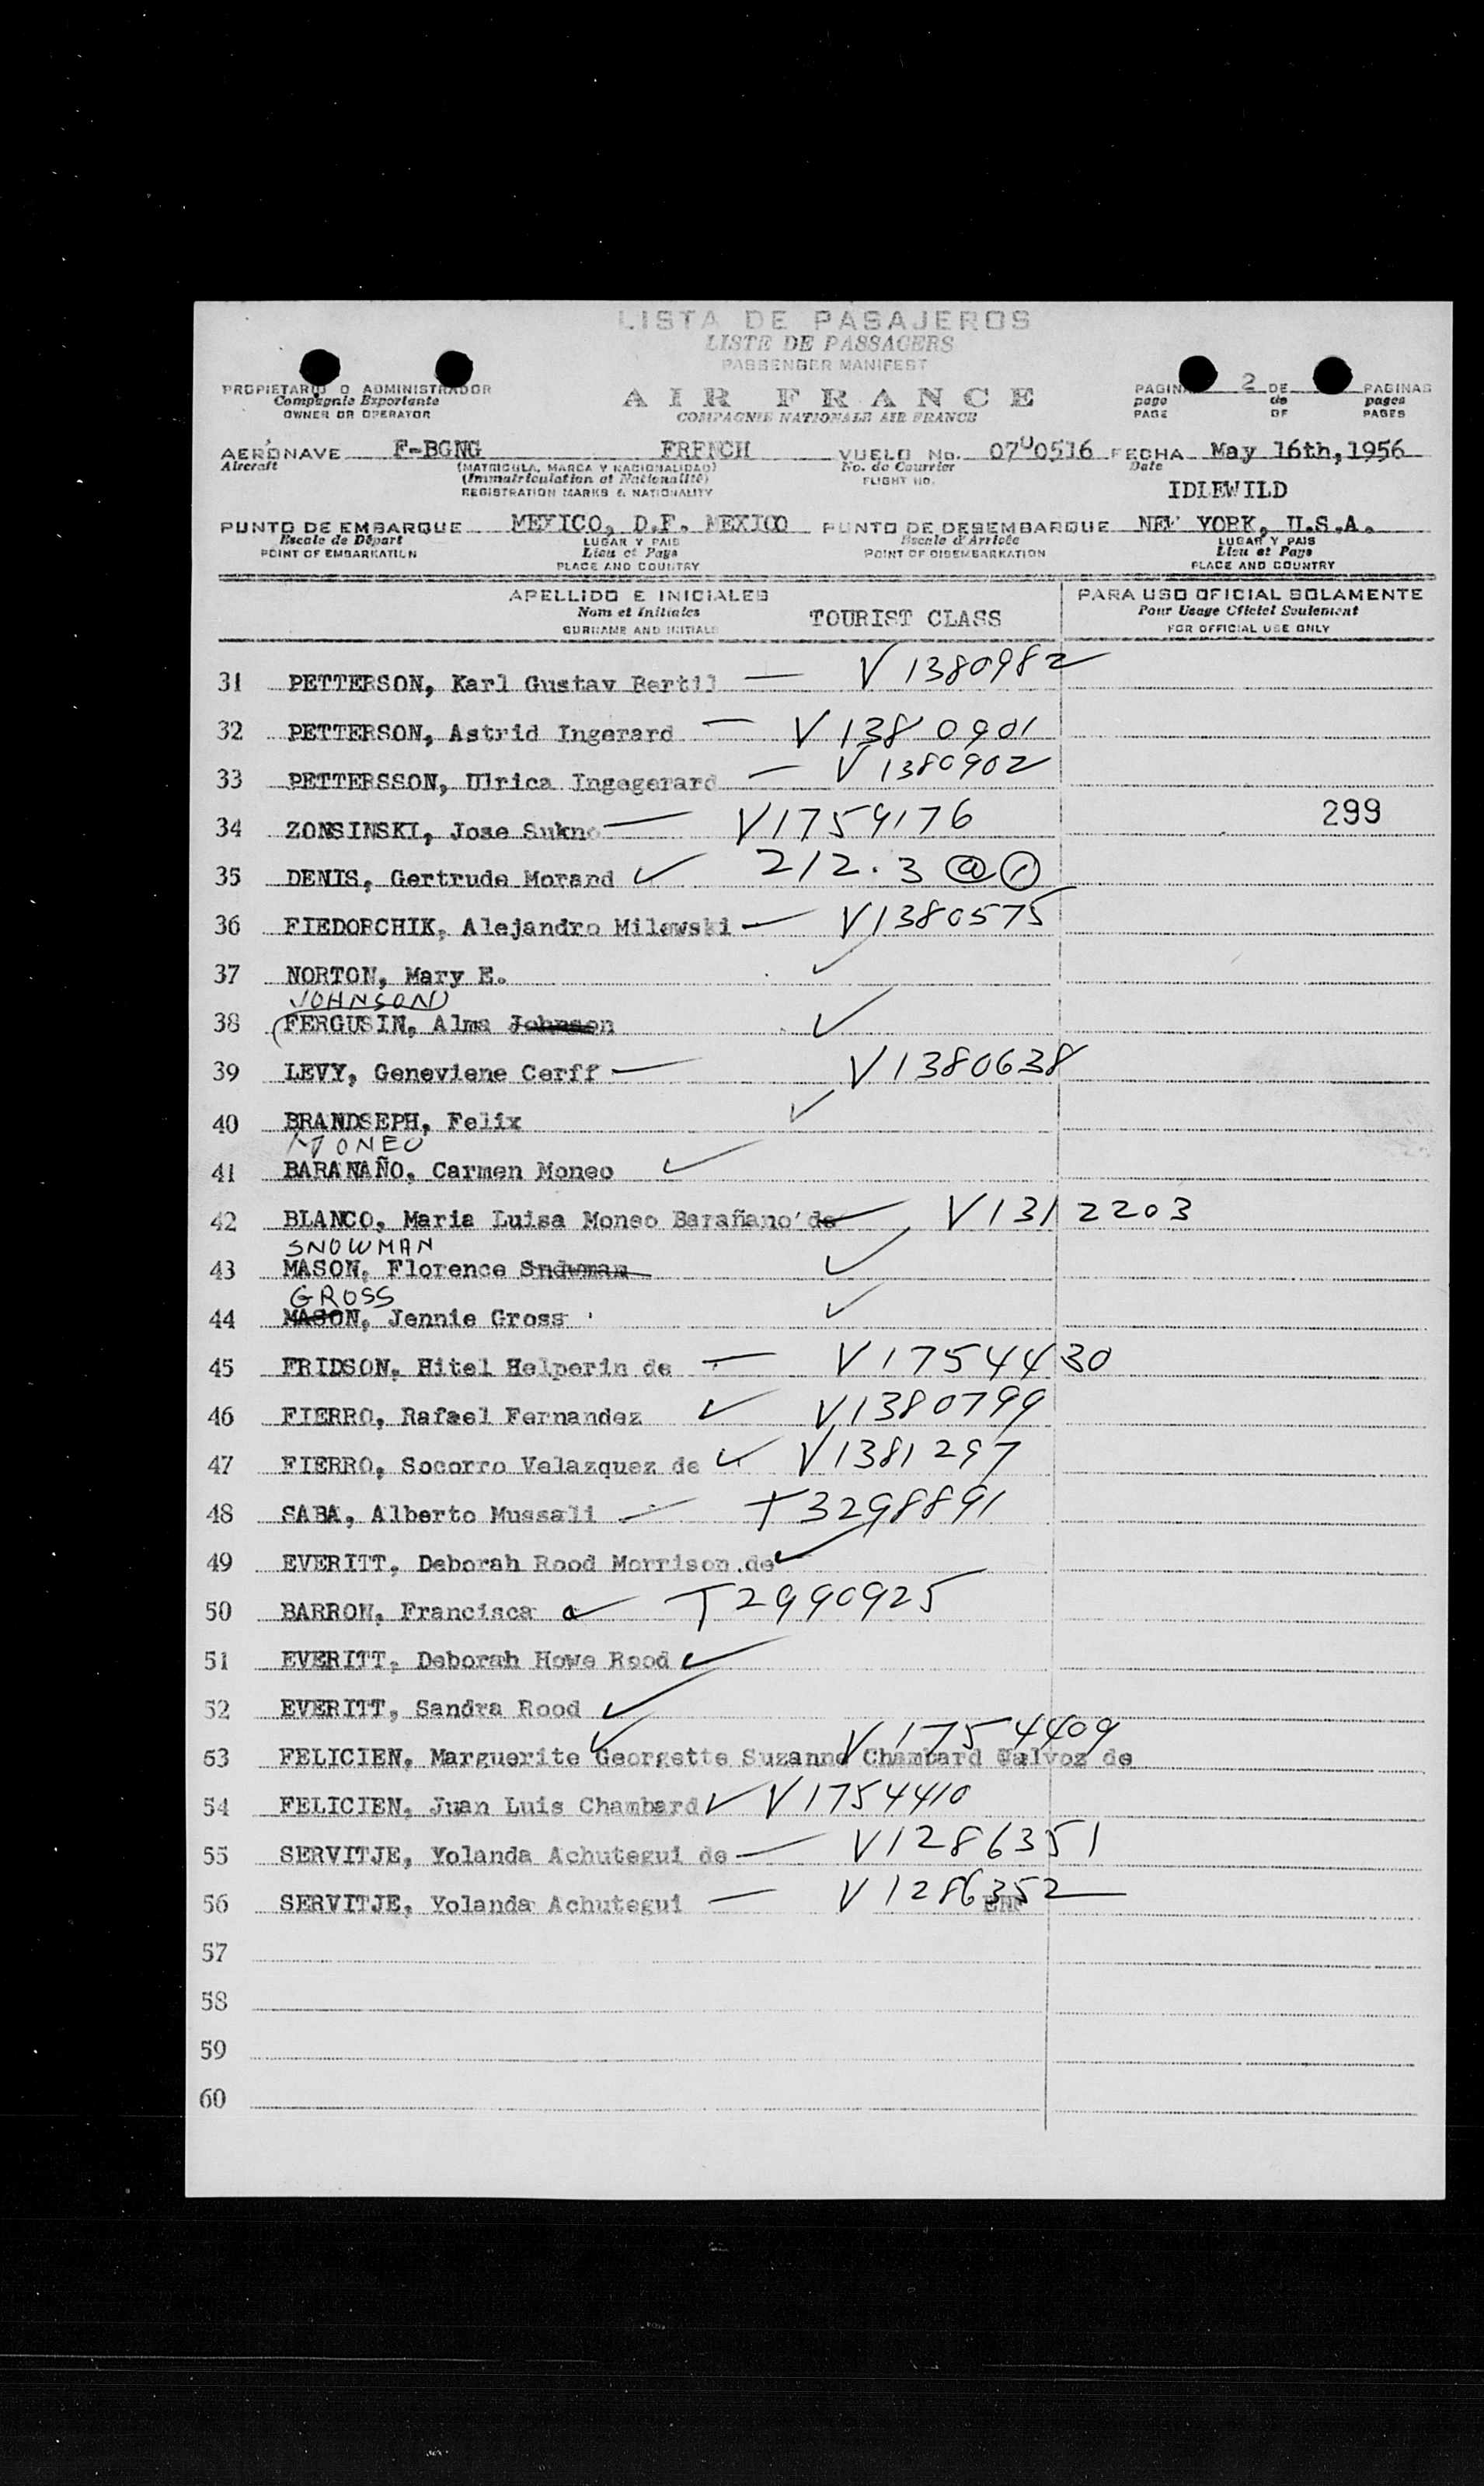 LISTA DE PASAJEROS
LISTE DE PASSAGERS
PASSENGER MANIFEST
PROPIETARIO O ADMINISTRADOR
Compagnie Exportante
OWNER OR OPERATOR
AIR FRANCE
COMPAGNIE NATIONALE AIR FRANCE
PAGINA 2 DE PAGINAS
page de pages
PAGE OF PAGES
AERONAVE F-BGNG FRENCH VUELO No. 070 0516 FECHA May 16th,1956
Aircraft (MATRICULA, MARCA Y NACIONALIDAD) No. de Courrier Date
(Immatriculation et Nationalité) FLIGHT NO.
REGISTRATION MARKS & NATIONALITY
IDLEWILD
PUNTO DE EMBARQUE MEXICO, D.F. MEXICO PUNTO DE DESEMBARQUE NEW YORK, U.S.A.
Escale de Départ LUGAR Y PAIS Escale d'Arrivée LUGAR Y PAIS
POINT OF EMBARKATION Lieu et Pays POINT OF DISEMBARKATION Lieu et Pays
PLACE AND COUNTRY PLACE AND COUNTRY
APELLIDO E INICIALES PARA USO OFICIAL SOLAMENTE
Nom et Initiales TOURIST CLASS Pour Usage Officiel Seulement
SURNAME AND INITIALS FOR OFFICIAL USE ONLY
31 PETTERSON, Karl Gustav Bertil — V1380982
32 PETTERSON, Astrid Ingerard — V1380901
33 PETTERSSON, Ulrica Ingegerard — V1380902
34 ZONSINSKI, Jose Sukno — V1759176 299
35 DENIS, Gertrude Morand ✓ 212.3 @ ①
36 FIEDORCHIK, Alejandro Milewski — V1380575
37 NORTON, Mary E. ✓
JOHNSON
38 (FERGUSIN, Alma Johnson ✓
39 LEVY, Geneviene Cerff — V1380638
40 BRANDSEPH, Felix ✓
MONEO
41 BARANAÑO, Carmen Moneo ✓
42 BLANCO, Maria Luisa Moneo Barañano de V1312203
SNOWMAN
43 MASON, Florence Snowman ✓
GROSS
44 MASON, Jennie Gross ✓
45 FRIDSON, Hitel Helperin de — V1754430
46 FIERRO, Rafael Fernandez ✓ V1380799
47 FIERRO, Socorro Velazquez de ✓ V1381297
48 SABA, Alberto Mussali ✓ T3298891
49 EVERITT, Deborah Rood Morrison de ✓
50 BARRON, Francisca ✓ T2990925
51 EVERITT, Deborah Howe Rood ✓
52 EVERITT, Sandra Rood ✓
53 FELICIEN, Marguerite Georgette Suzanne Chambard Galvoz de ✓ V1754409
54 FELICIEN, Juan Luis Chambard ✓ V1754410
55 SERVITJE, Yolanda Achutegui de — V1286351
56 SERVITJE, Yolanda Achutegui — V1286352
57
58
59
60